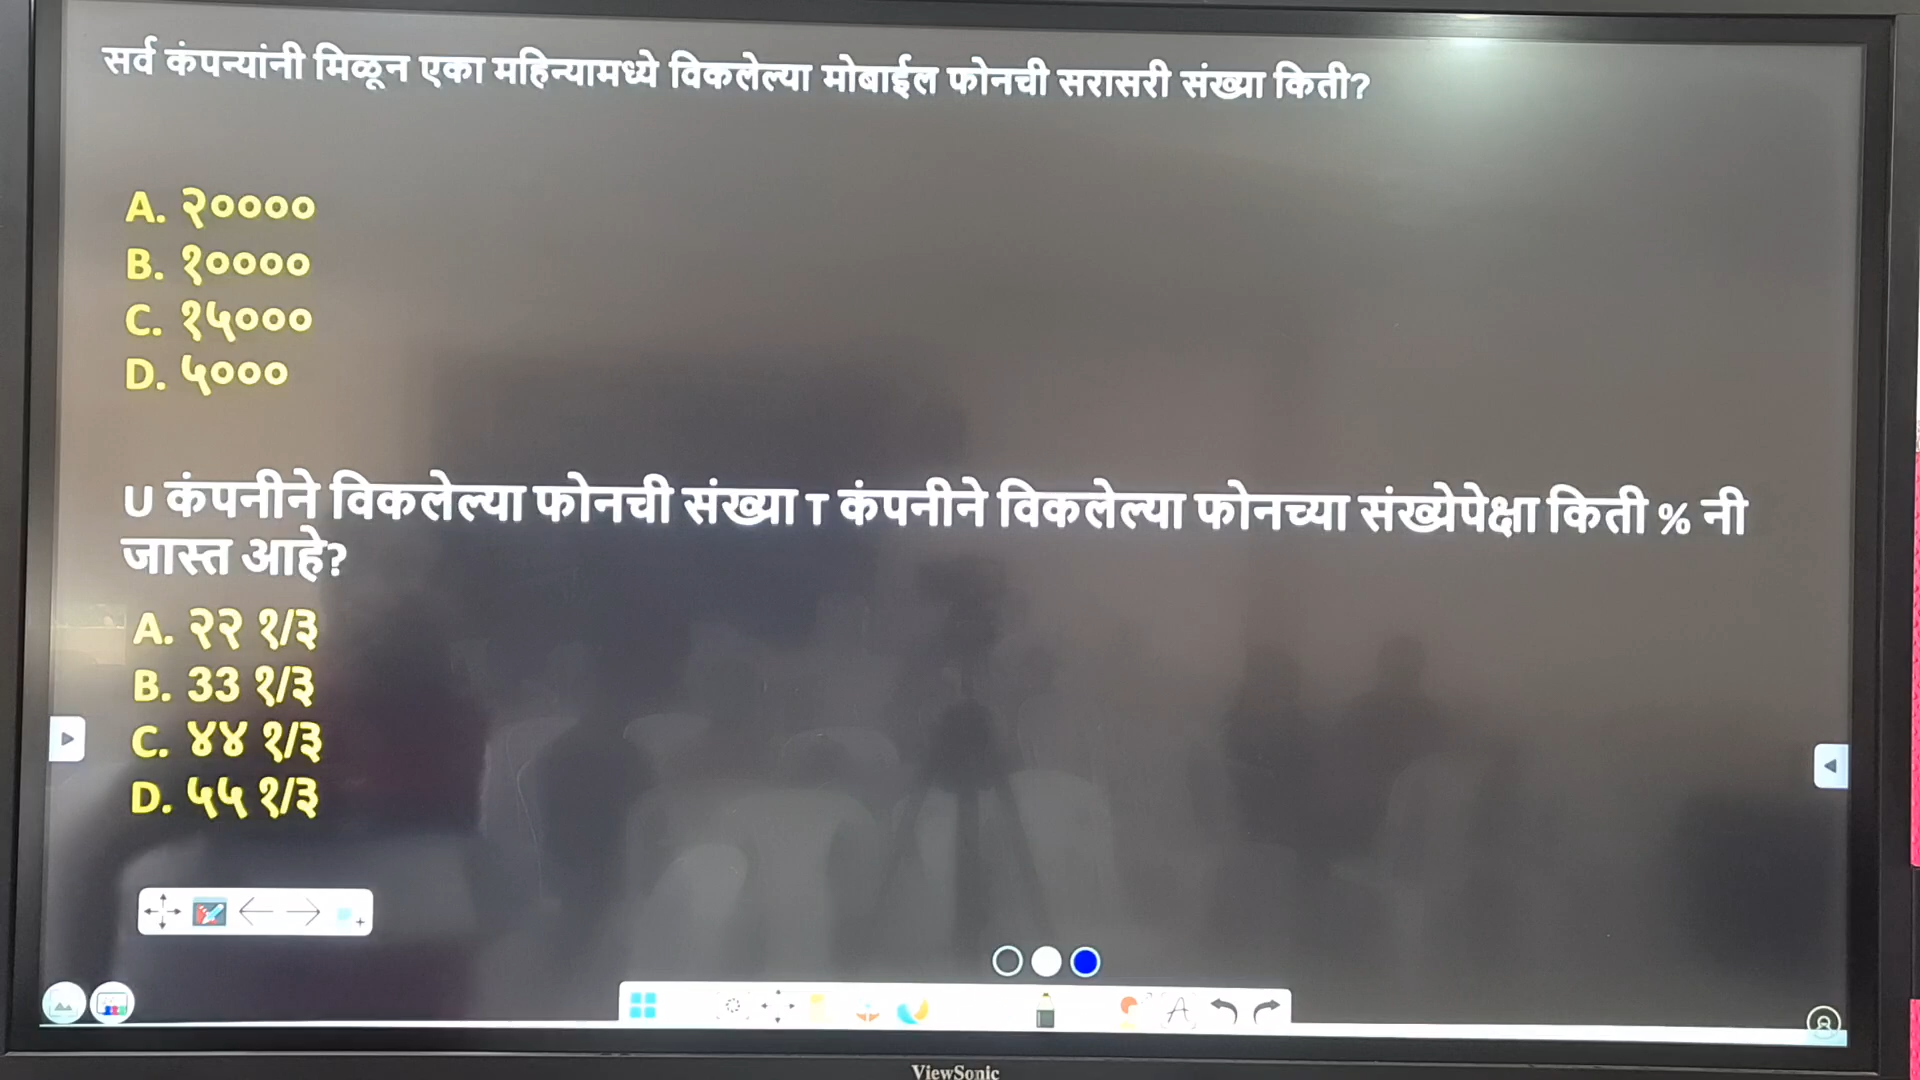 सर्व कंपन्यांनी मिळून एका महिन्यामध्ये विकलेल्या मोबाईल फोनची सरासरी संख्या किती?
A. २००००
B. १००००
C. १५०००
D. ५०००
U कंपनीने विकलेल्या फोनची संख्या T कंपनीने विकलेल्या फोनच्या संख्येपेक्षा किती % नी
जास्त आहे?
A. २२ १/३
B. 33 १/३
C. ४४ १/३
D. ५५ १/३
ViewSonic